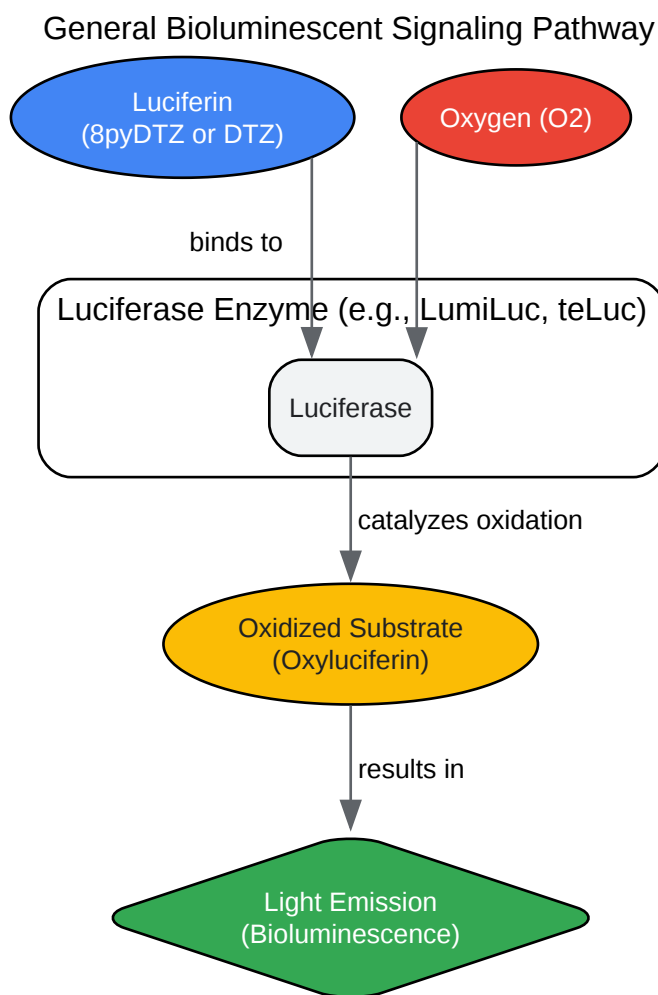 General Bioluminescent Signaling Pathway
Luciferin
(8pyDTZ or DTZ)
Oxygen (O2)
binds to
Luciferase Enzyme (e.g., LumiLuc, teLuc)
Luciferase
catalyzes oxidation
Oxidized Substrate
(Oxyluciferin)
results in
Light Emission
(Bioluminescence)